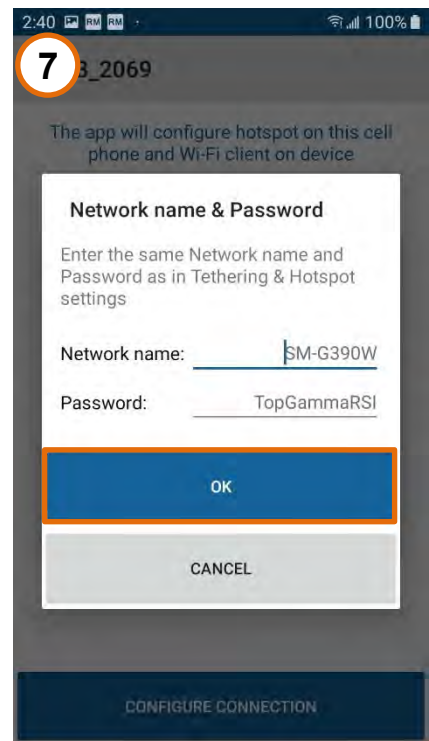 2:40 RM RM · 100%
7
_2069
The app will configure hotspot on this cell
phone and Wi-Fi client on device
Network name & Password
Enter the same Network name and
Password as in Tethering & Hotspot
settings
Network name: SM-G390W
Password: TopGammaRSI
OK
CANCEL
CONFIGURE CONNECTION